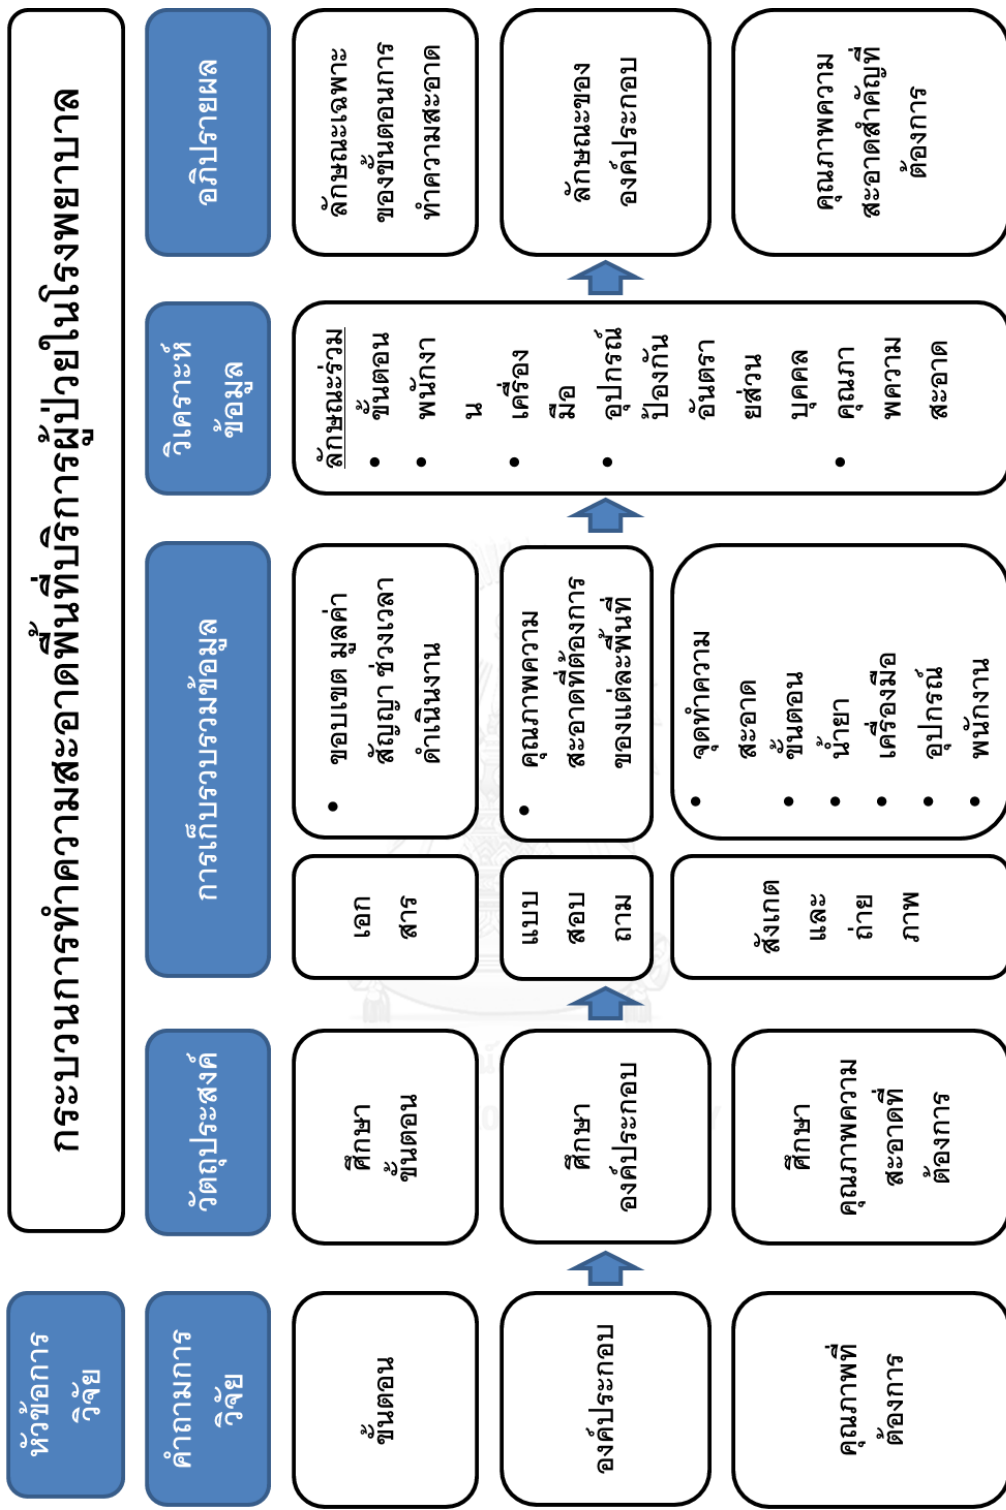 หัวข้อการ
วิจัย
กระบวนการทำความสะอาดพื้นที่บริการผู้ป่วยในโรงพยาบาล
คำถามการ
วิจัย
วัตถุประสงค์
การเก็บรวบรวมข้อมูล
วิเคราะห์
ข้อมูล
อภิปรายผล
ขั้นตอน
องค์ประกอบ
คุณภาพที่
ต้องการ
ศึกษา
ขั้นตอน
ศึกษา
องค์ประกอบ
ศึกษา
คุณภาพความ
สะอาดที่
ต้องการ
เอก
สาร
• ขอบเขต มูลค่า
สัญญา ช่วงเวลา
ดำเนินงาน
แบบ
สอบ
ถาม
• คุณภาพความ
สะอาดที่ต้องการ
ของแต่ละพื้นที่
สังเกต
และ
ถ่าย
ภาพ
• จุดทำความ
สะอาด
• ขั้นตอน
• น้ำยา
• เครื่องมือ
• อุปกรณ์
• พนักงาน
ลักษณะร่วม
• ขั้นตอน
• พนักงา
น
• เครื่อง
มือ
• อุปกรณ์
ป้องกัน
อันตรา
ยส่วน
บุคคล
• คุณภา
พความ
สะอาด
ลักษณะเฉพาะ
ของขั้นตอนการ
ทำความสะอาด
ลักษณะของ
องค์ประกอบ
คุณภาพความ
สะอาดสำคัญที่
ต้องการ